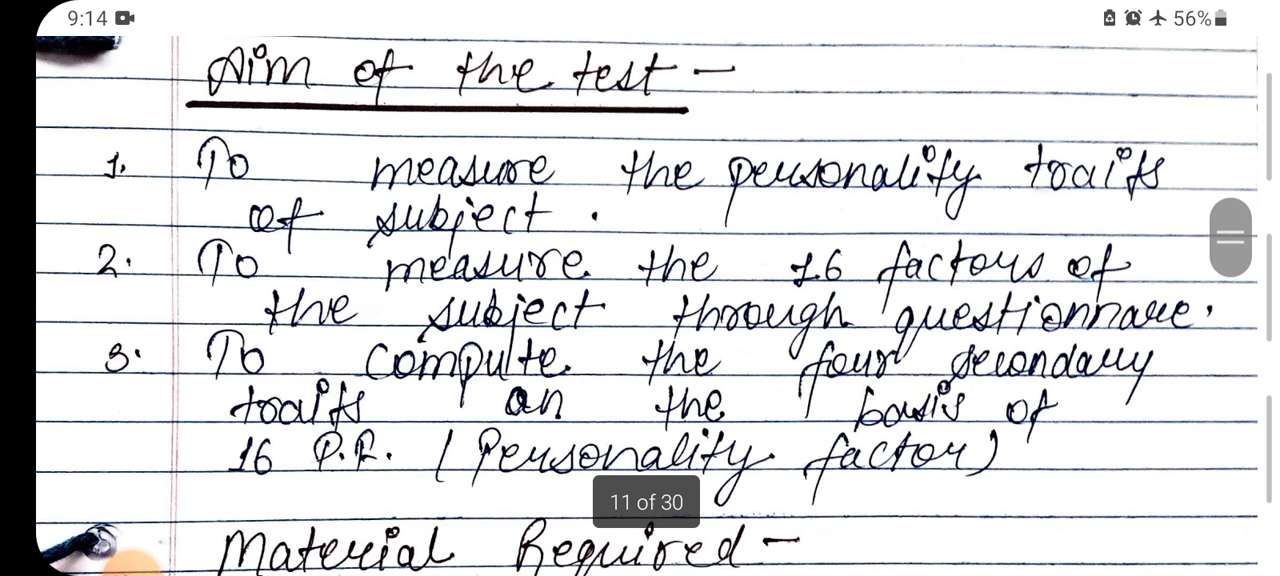 9:14 56%
Aim of the test -
1. To measure the personality traits
of subject.
2. To measure the 16 factors of
the subject through questionnare.
3. To compute the four secondary
traits on the basis of
16 P.F. (Personality factor)
11 of 30
Material Required -